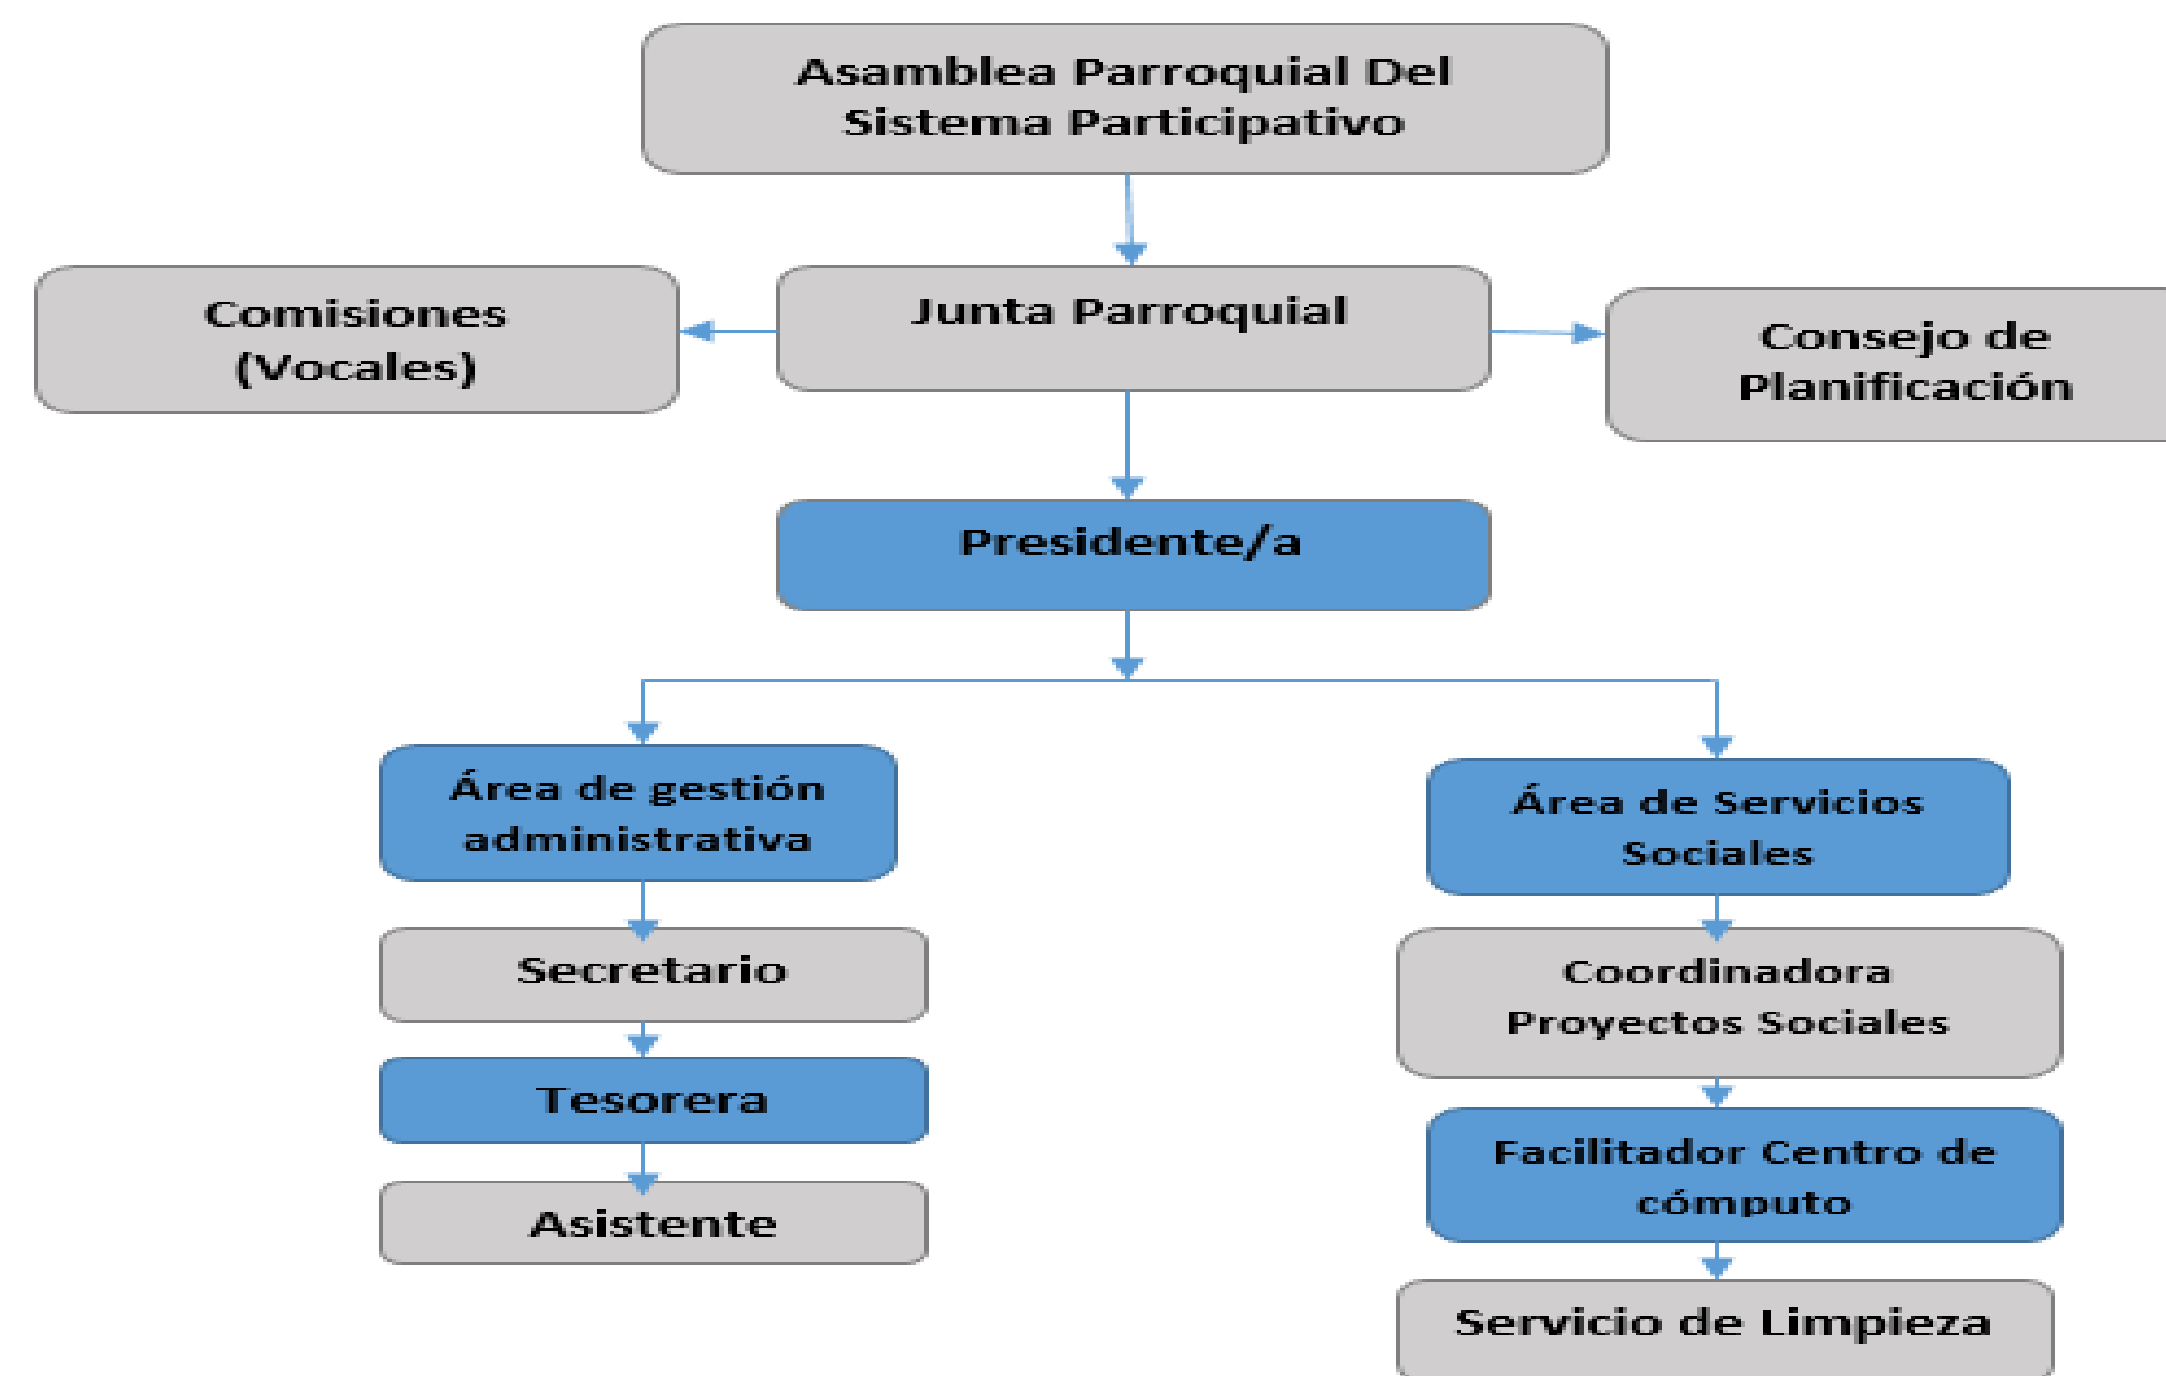 Asamblea Parroquial Del
Sistema Participativo
Comisiones
(Vocales)
Junta Parroquial
Consejo de
Planificación
Presidente/a
Área de gestión
administrativa
Secretario
Tesorera
Asistente
Área de Servicios
Sociales
Coordinadora
Proyectos Sociales
Facilitador Centro de
cómputo
Servicio de Limpieza